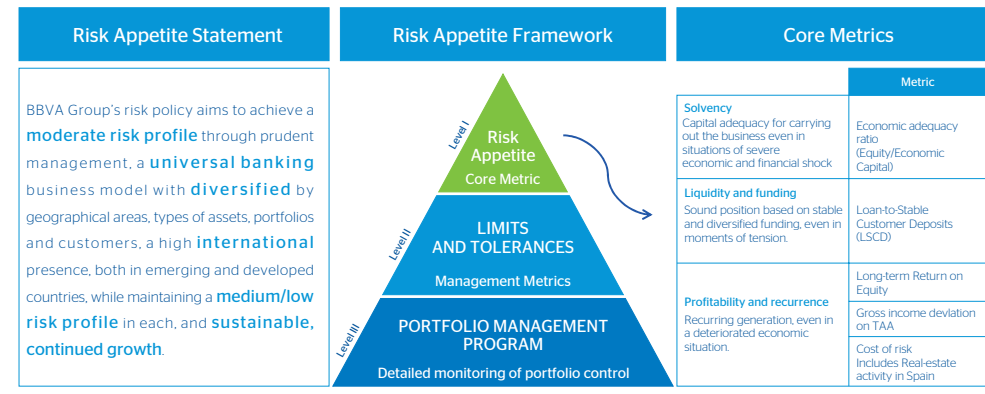 Risk Appetite Statement
BBVA Group's risk policy aims to achieve a
moderate risk profile through prudent
management, a universal banking
business model with diversified by
geographical areas, types of assets, portfolios
and customers, a high international
presence, both in emerging and developed
countries, while maintaining a medium/low
risk profile in each, and sustainable,
continued growth.
Risk Appetite Framework
Level I
Risk
Appetite
Core Metric
Level II
LIMITS
AND TOLERANCES
Management Metrics
Level III
PORTFOLIO MANAGEMENT
PROGRAM
Detailed monitoring of portfolio control
Core Metrics
Metric
Solvency
Capital adequacy for carrying
out the business even in
situations of severe
economic and financial shock
Economic adequacy
ratio
(Equity/Economic
Capital)
Liquidity and funding
Sound position based on stable
and diversified funding, even in
moments of tension.
Loan-to-Stable
Customer Deposits
(LSCD)
Profitability and recurrence
Recurring generation, even in
a deteriorated economic
situation.
Long-term Return on
Equity
Gross income devlation
on TAA
Cost of risk
Includes Real-estate
activity in Spain